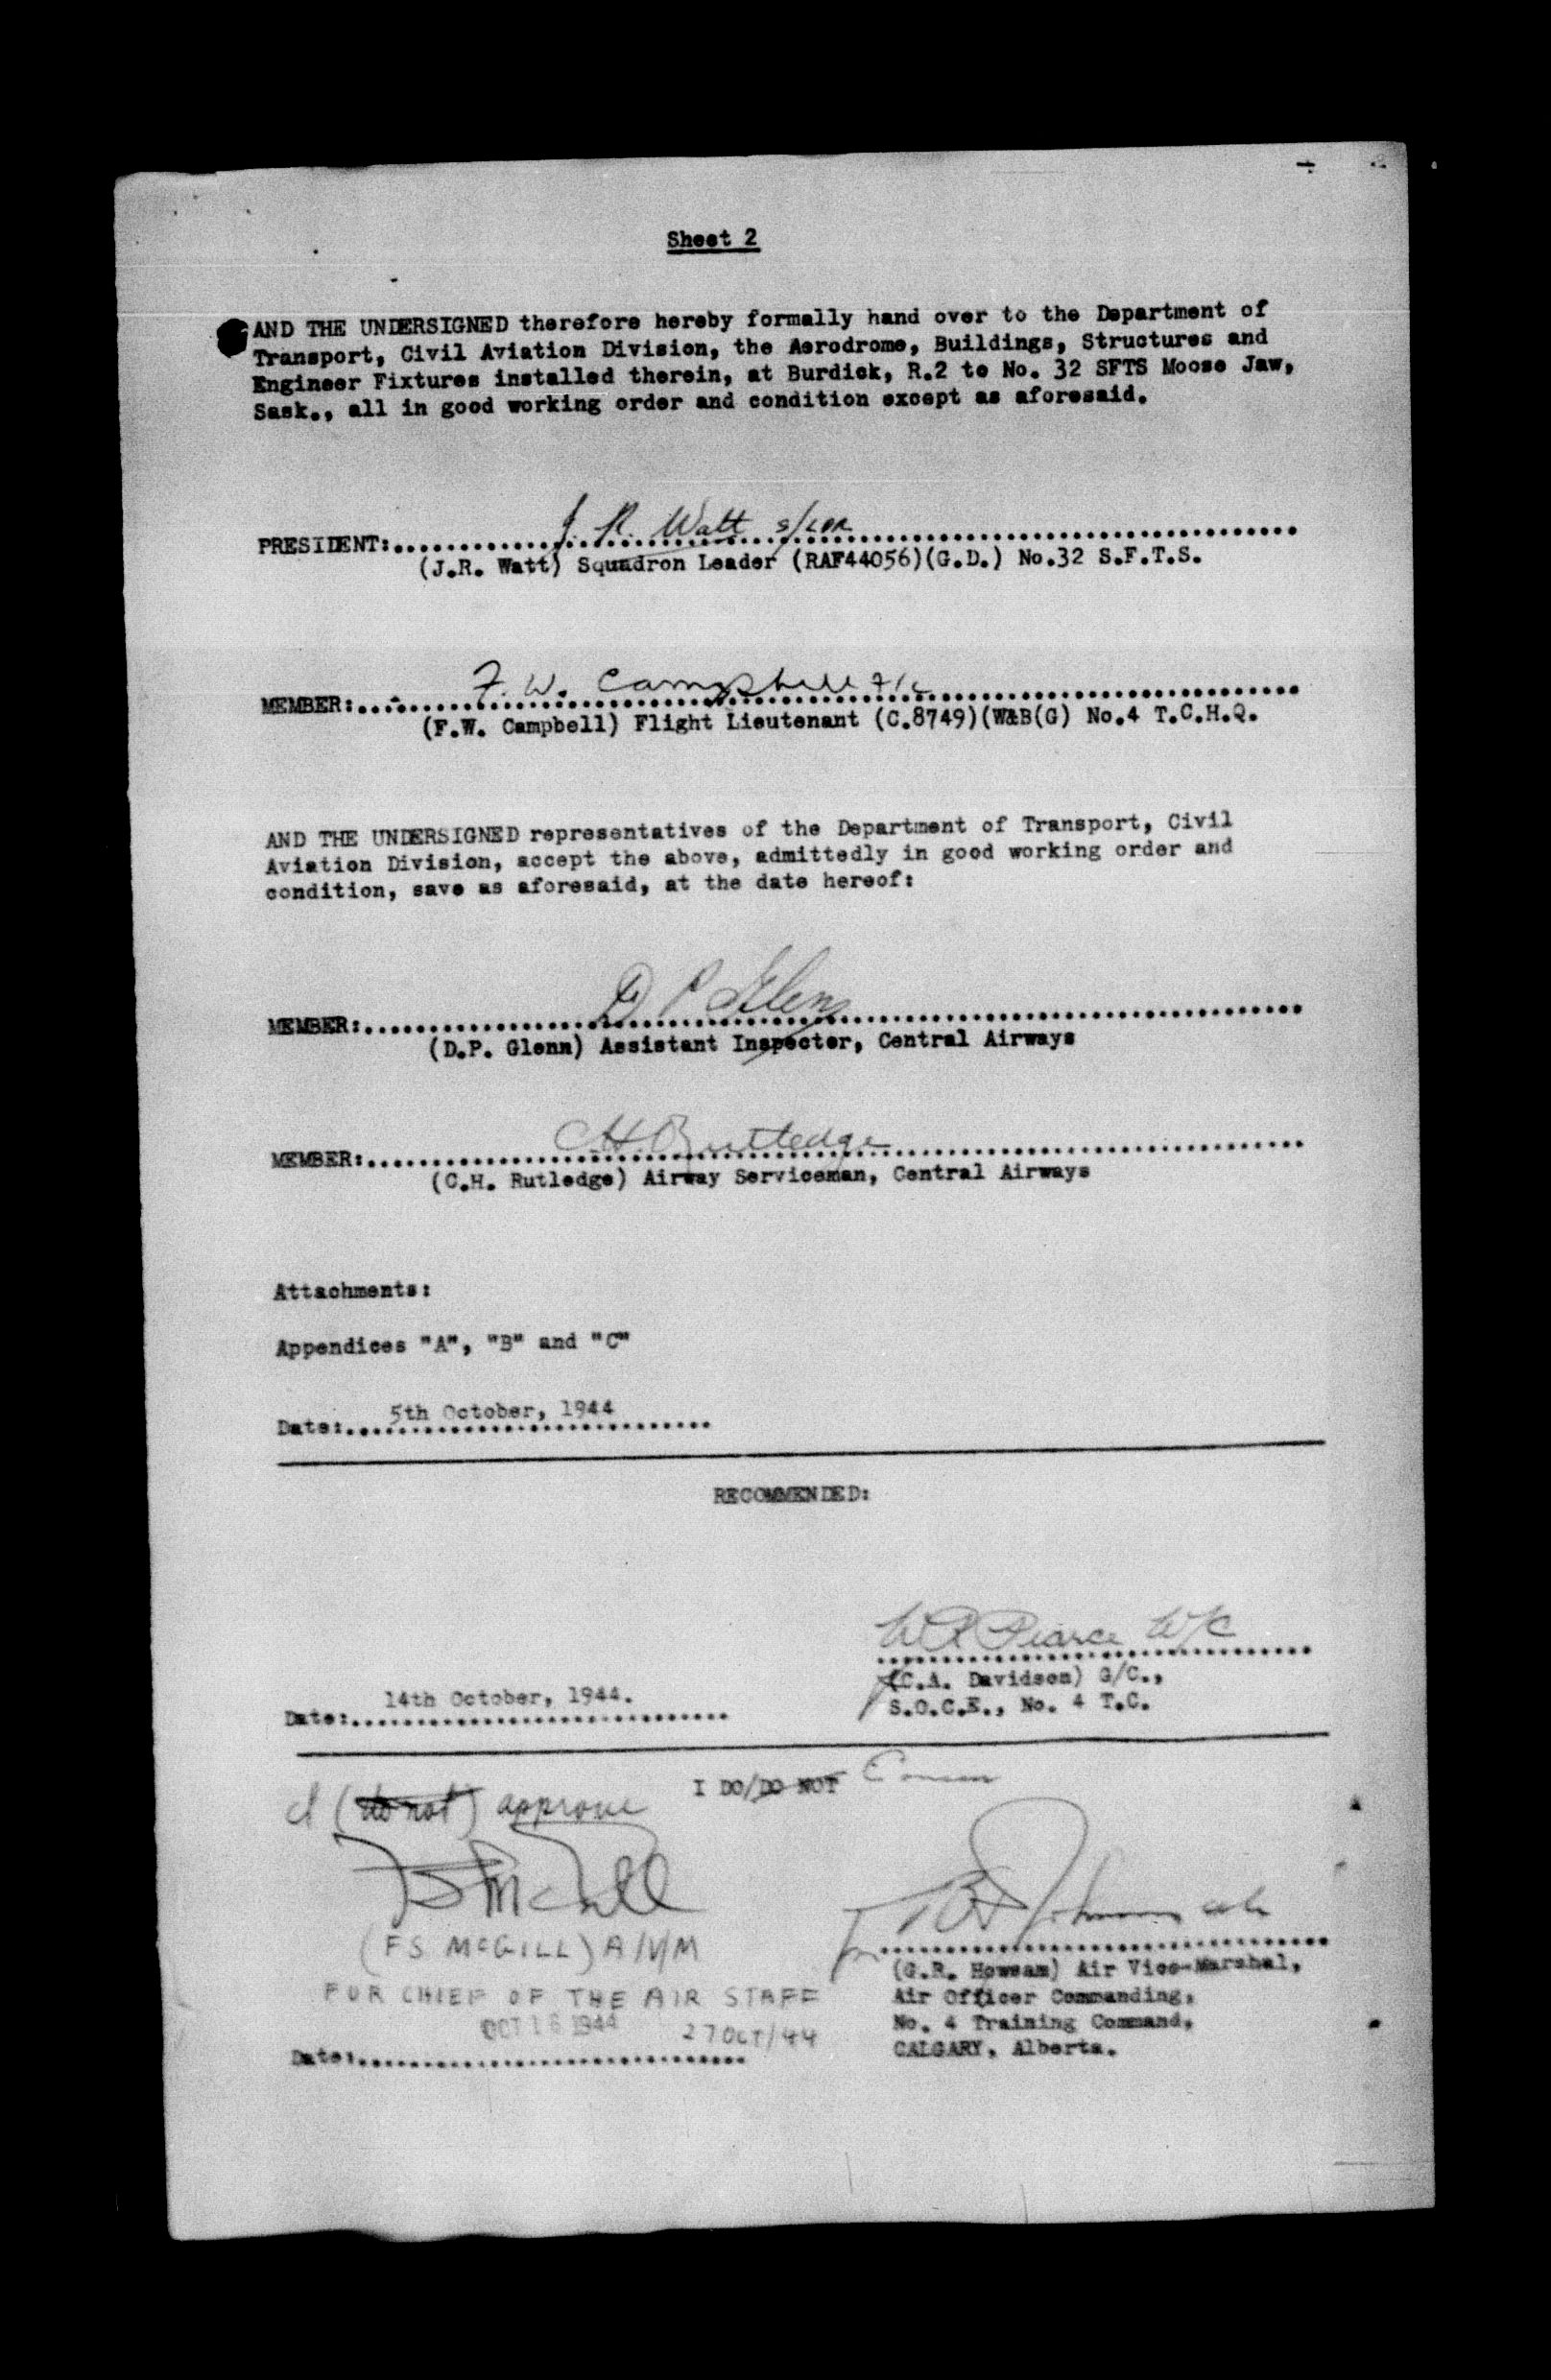 Sheet 2
AND THE UNDERSIGNED therefore hereby formally hand over to the Department of
Transport, Civil Aviation Division, the Aerodrome, Buildings, Structures and
Engineer Fixtures installed therein, at Burdick, R.2 to No. 32 SFTS Moose Jaw,
Sask., all in good working order and condition except as aforesaid.
J. R. Watt S/LDR
PRESIDENT:
(J.R. Watt) Squadron Leader (RAF44056)(G.D.) No.32 S.F.T.S.
F. W. Campbell F/L
MEMBER:
(F.W. Campbell) Flight Lieutenant (C.8749)(W&B(G) No.4 T.C.H.Q.
AND THE UNDERSIGNED representatives of the Department of Transport, Civil
Aviation Division, accept the above, admittedly in good working order and
condition, save as aforesaid, at the date hereof:
D P Glenn
MEMBER:
(D.P. Glenn) Assistant Inspector, Central Airways
C H Rutledge
MEMBER:
(C.H. Rutledge) Airway Serviceman, Central Airways
Attachments:
Appendices "A", "B" and "C"
Date: 5th October, 1944
RECOMMENDED:
W R Pearce W/C
(C.A. Davidson) G/C.,
S.O.C.E., No. 4 T.C.
Date: 14th October, 1944.
I DO/DO NOT
I (do not) approve
(FS McGILL) A/V/M
FOR CHIEF OF THE AIR STAFF
OCT 16 1944 27 OCT/44
Date:
for
(G.R. Howsam) Air Vice-Marshal,
Air Officer Commanding,
No. 4 Training Command,
CALGARY, Alberta.